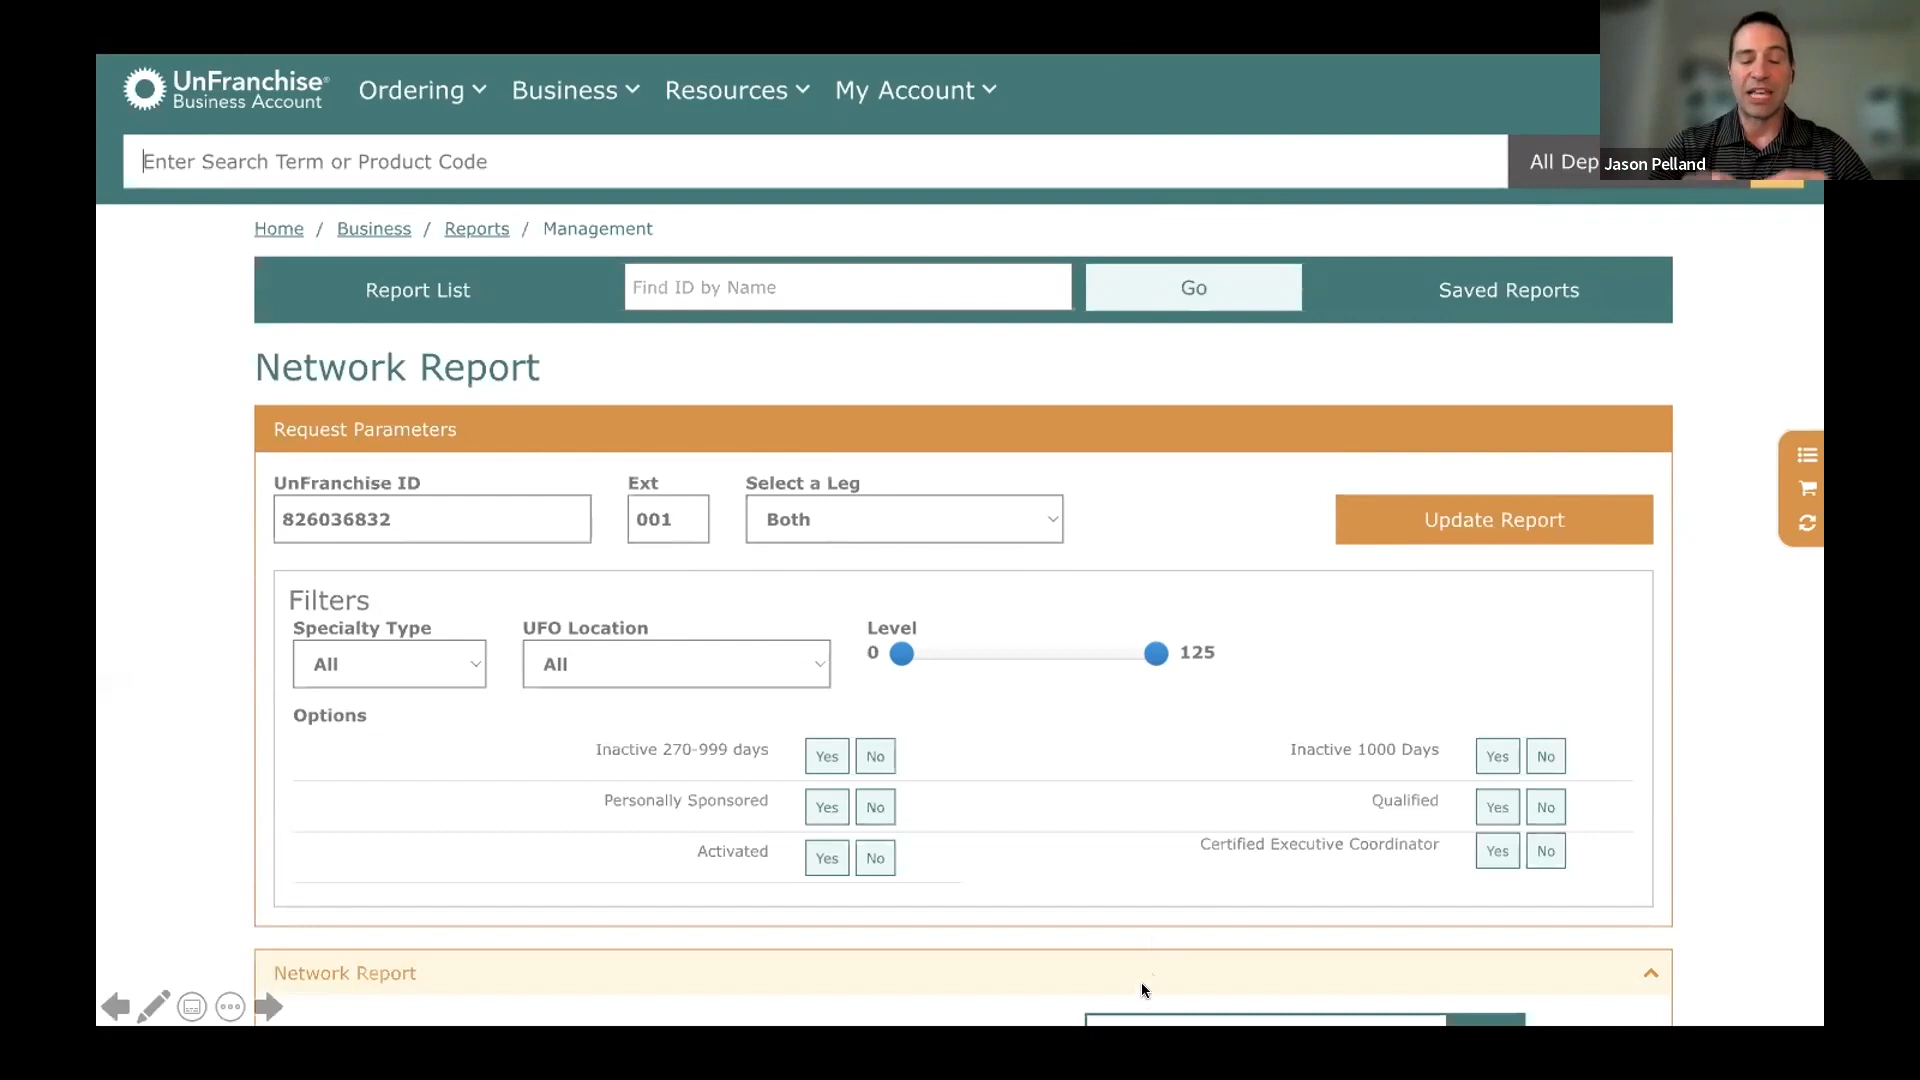 UnFranchise®
Business Account
Ordering Business Resources My Account
Enter Search Term or Product Code
All Dep
Jason Pelland
Home / Business / Reports / Management
Report List
Find ID by Name
Go
Saved Reports
Network Report
Request Parameters
UnFranchise ID Ext Select a Leg
826036832 001 Both
Update Report
Filters
Specialty Type UFO Location Level
All All
0 125
Options
Inactive 270-999 days Yes No Inactive 1000 Days Yes No
Personally Sponsored Yes No Qualified Yes No
Activated Yes No Certified Executive Coordinator Yes No
Network Report